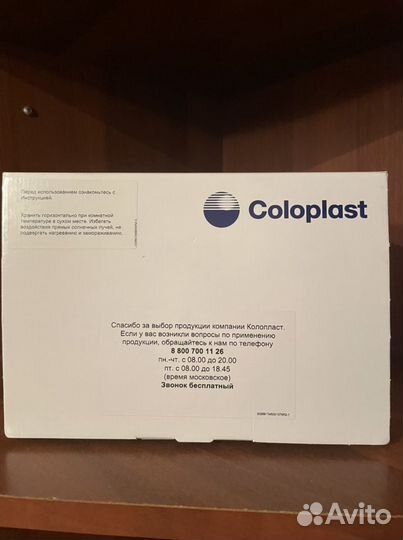 Перед использованием ознакомьтесь с
Инструкцией.
Хранить горизонтально при комнатной
температуре в сухом месте. Избегать
воздействия прямых солнечных лучей, не
подвергать нагреванию и замораживанию.
Coloplast
Спасибо за выбор продукции компании Колопласт.
Если у вас возникли вопросы по применению
продукции, обращайтесь к нам по телефону
8 800 700 11 26
пн.-чт. с 08.00 до 20.00
пт. с 08.00 до 18.45
(время московское)
Звонок бесплатный
Avito